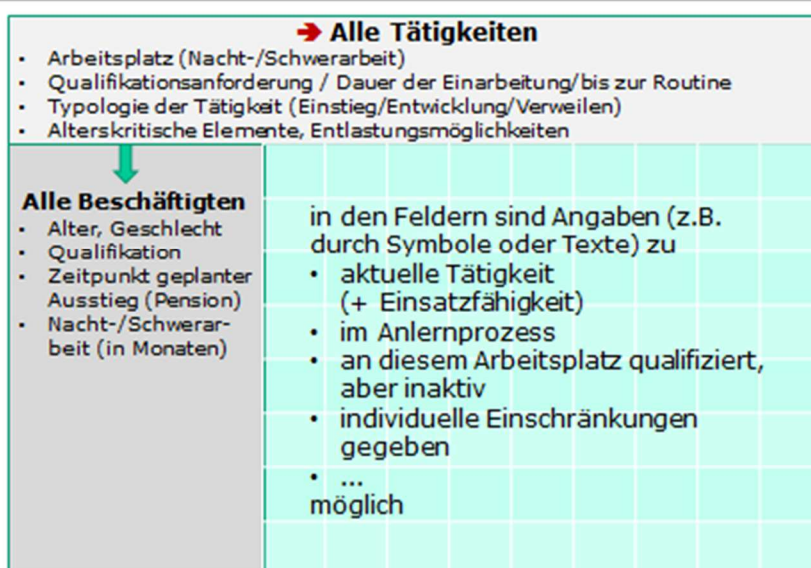 ➔ Alle Tätigkeiten
• Arbeitsplatz (Nacht-/Schwerarbeit)
• Qualifikationsanforderung / Dauer der Einarbeitung/bis zur Routine
• Typologie der Tätigkeit (Einstieg/Entwicklung/Verweilen)
• Alterskritische Elemente, Entlastungsmöglichkeiten
Alle Beschäftigten
• Alter, Geschlecht
• Qualifikation
• Zeitpunkt geplanter
Ausstieg (Pension)
• Nacht-/Schwerar-
beit (in Monaten)
in den Feldern sind Angaben (z.B.
durch Symbole oder Texte) zu
• aktuelle Tätigkeit
(+ Einsatzfähigkeit)
• im Anlernprozess
• an diesem Arbeitsplatz qualifiziert,
aber inaktiv
• individuelle Einschränkungen
gegeben
• ...
möglich